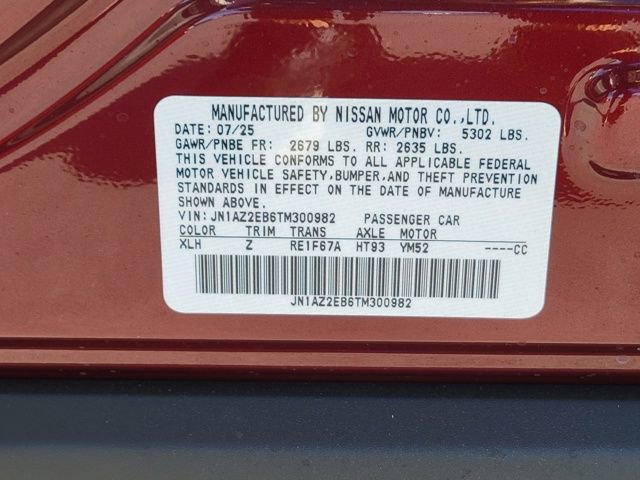 MANUFACTURED BY NISSAN MOTOR CO.,LTD.
DATE: 07/25 GVWR/PNBV: 5302 LBS.
GAWR/PNBE FR: 2679 LBS. RR: 2635 LBS.
THIS VEHICLE CONFORMS TO ALL APPLICABLE FEDERAL
MOTOR VEHICLE SAFETY, BUMPER, AND THEFT PREVENTION
STANDARDS IN EFFECT ON THE DATE OF MANUFACTURE
SHOWN ABOVE.
VIN: JN1AZ2EB6TM300982 PASSENGER CAR
COLOR TRIM TRANS AXLE MOTOR
XLH Z RE1F67A HT93 YM52 ----CC
JN1AZ2EB6TM300982